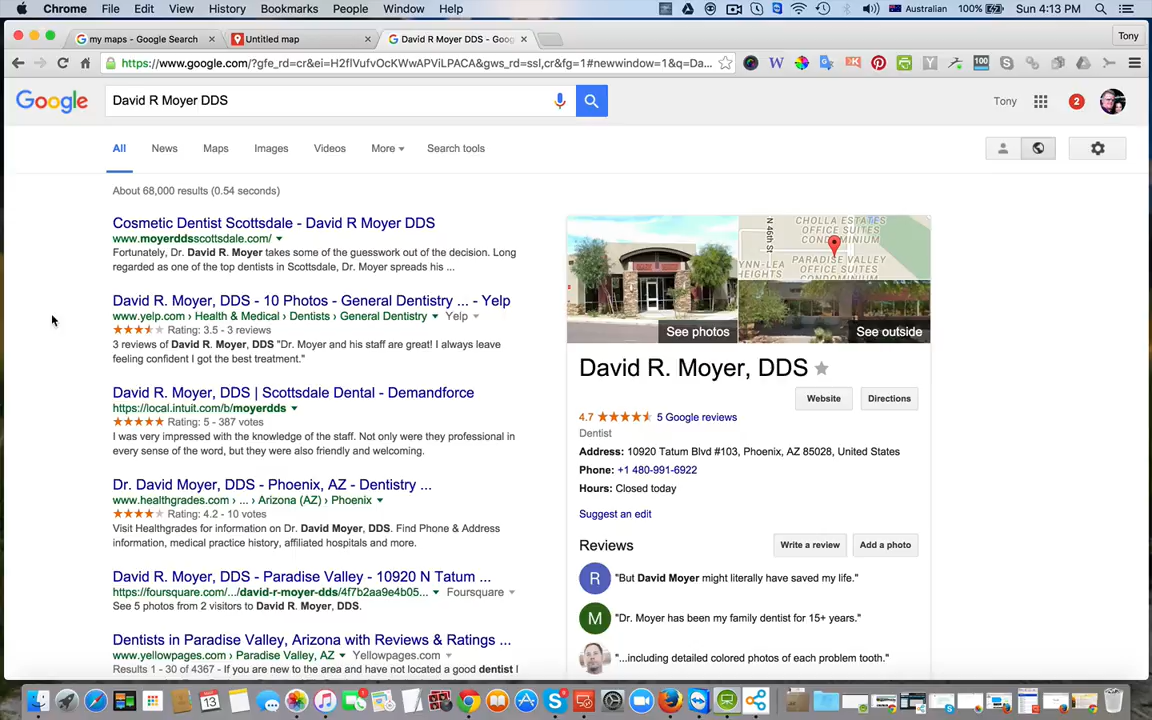 Chrome File Edit View History Bookmarks People Window Help Australian 100% Sun 4:13 PM
my maps - Google Search Untitled map David R Moyer DDS - Goog Tony
https://www.google.com/?gfe_rd=cr&ei=H2flVufvOcKWwAPViLPACA&gws_rd=ssl,cr&fg=1#newwindow=1&q=Da...
Google David R Moyer DDS Tony 2
All News Maps Images Videos More Search tools
About 68,000 results (0.54 seconds)
Cosmetic Dentist Scottsdale - David R Moyer DDS
www.moyerddsscottsdale.com/
Fortunately, Dr. David R. Moyer takes some of the guesswork out of the decision. Long
regarded as one of the top dentists in Scottsdale, Dr. Moyer spreads his ...
David R. Moyer, DDS - 10 Photos - General Dentistry ... - Yelp
www.yelp.com › Health & Medical › Dentists › General Dentistry Yelp
Rating: 3.5 - 3 reviews
3 reviews of David R. Moyer, DDS "Dr. Moyer and his staff are great! I always leave
feeling confident I got the best treatment."
David R. Moyer, DDS | Scottsdale Dental - Demandforce
https://local.intuit.com/b/moyerdds
Rating: 5 - 387 votes
I was very impressed with the knowledge of the staff. Not only were they professional in
every sense of the word, but they were also friendly and welcoming.
Dr. David Moyer, DDS - Phoenix, AZ - Dentistry ...
www.healthgrades.com › ... › Arizona (AZ) › Phoenix
Rating: 4.2 - 10 votes
Visit Healthgrades for information on Dr. David Moyer, DDS. Find Phone & Address
information, medical practice history, affiliated hospitals and more.
David R. Moyer, DDS - Paradise Valley - 10920 N Tatum ...
https://foursquare.com/.../david-r-moyer-dds/4f7b2aa9e4b05... Foursquare
See 5 photos from 2 visitors to David R. Moyer, DDS.
Dentists in Paradise Valley, Arizona with Reviews & Ratings ...
www.yellowpages.com › Paradise Valley, AZ Yellowpages.com
Results 1 - 30 of 4367 - If you are new to the area and have not located a good dentist I
N 46th St
CHOLLA ESTATES
OFFICE SUITES
CONDOMINIUM
PARADISE VALLEY
OFFICE SUITES
CONDOMINIUM
YNN-LEA
HEIGHTS
See photos See outside
David R. Moyer, DDS
Website Directions
4.7 5 Google reviews
Dentist
Address: 10920 Tatum Blvd #103, Phoenix, AZ 85028, United States
Phone: +1 480-991-6922
Hours: Closed today
Suggest an edit
Reviews Write a review Add a photo
R "But David Moyer might literally have saved my life."
M "Dr. Moyer has been my family dentist for 15+ years."
"...including detailed colored photos of each problem tooth."